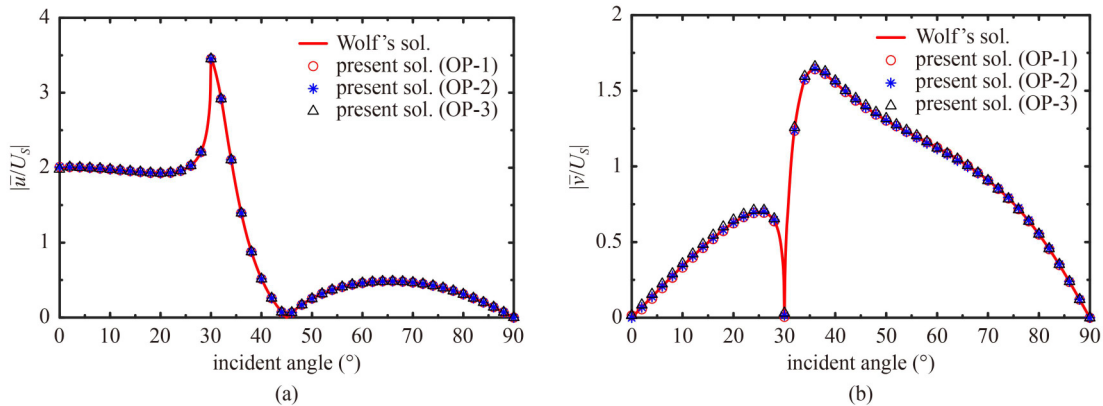 Wolf's sol.
present sol. (OP-1)
present sol. (OP-2)
present sol. (OP-3)
4
3
2
1
0
0 10 20 30 40 50 60 70 80 90
|u̅/U_S|
incident angle (°)
(a)
Wolf's sol.
present sol. (OP-1)
present sol. (OP-2)
present sol. (OP-3)
2
1.5
1
0.5
0
0 10 20 30 40 50 60 70 80 90
|v̅/U_S|
incident angle (°)
(b)